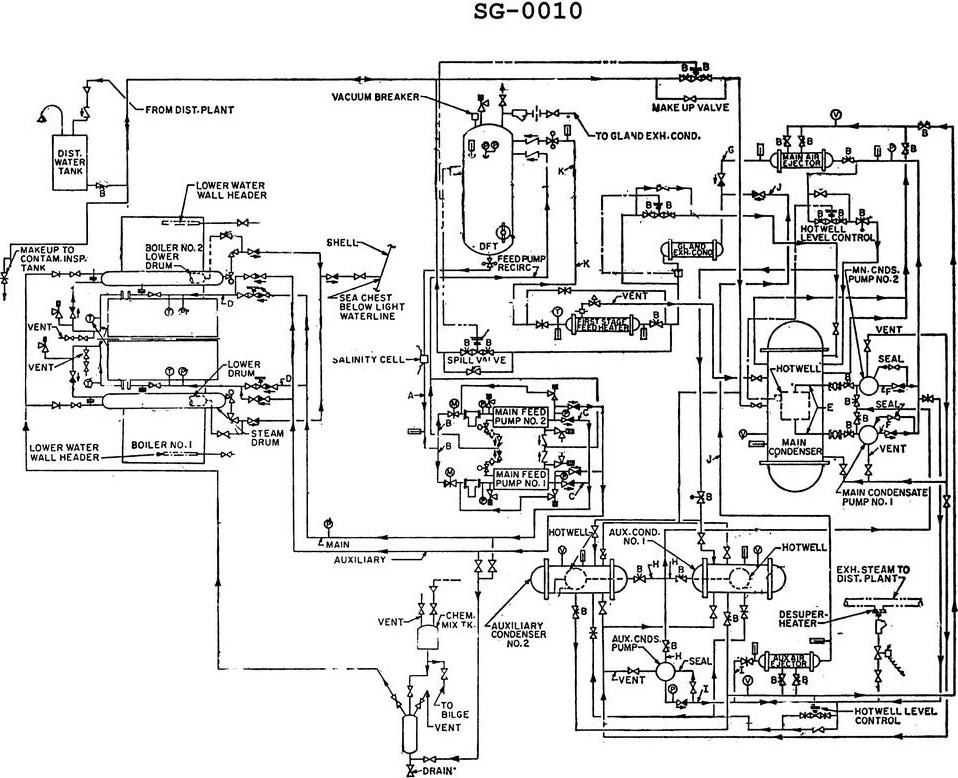 SG-0010
VACUUM BREAKER
FROM DIST. PLANT
MAKE UP VALVE
TO GLAND EXH. COND.
DIST.
WATER
TANK
B
LOWER WATER
WALL HEADER
G
MAIN AIR
EJECTOR
K
J
HOTWELL
LEVEL CONTROL
MAKEUP TO
CONTAM. INSP.
TANK
BOILER NO. 2
LOWER
DRUM
SHELL
DFT
FEED PUMP
RECIRC
GLAND
EXH. COND
K
MN. CNDS.
PUMP NO. 2
D
SEA CHEST
BELOW LIGHT
WATERLINE
VENT
FIRST STAGE
FEED HEATER
B
VENT
VENT
VENT
SALINITY CELL
SPILL VALVE
HOTWELL
SEAL
F
LOWER
DRUM
D
A
E
SEAL
F
BOILER NO. 1
STEAM
DRUM
LOWER WATER
WALL HEADER
MAIN FEED
PUMP NO. 2
C
B
B
MAIN FEED
PUMP NO. 1
C
J
MAIN
CONDENSER
VENT
MAIN CONDENSATE
PUMP NO. 1
B
MAIN
AUXILIARY
HOTWELL
AUX. COND.
NO. 1
HOTWELL
EXH. STEAM TO
DIST. PLANT
B
H
H
B
DESUPER-
HEATER
VENT
CHEM.
MIX TK.
AUXILIARY
CONDENSER
NO. 2
B
B
AUX. CNDS.
PUMP
B
H
SEAL
VENT
I
I
AUX AIR
EJECTOR
B
B
TO
BILGE
VENT
HOTWELL LEVEL
CONTROL
DRAIN